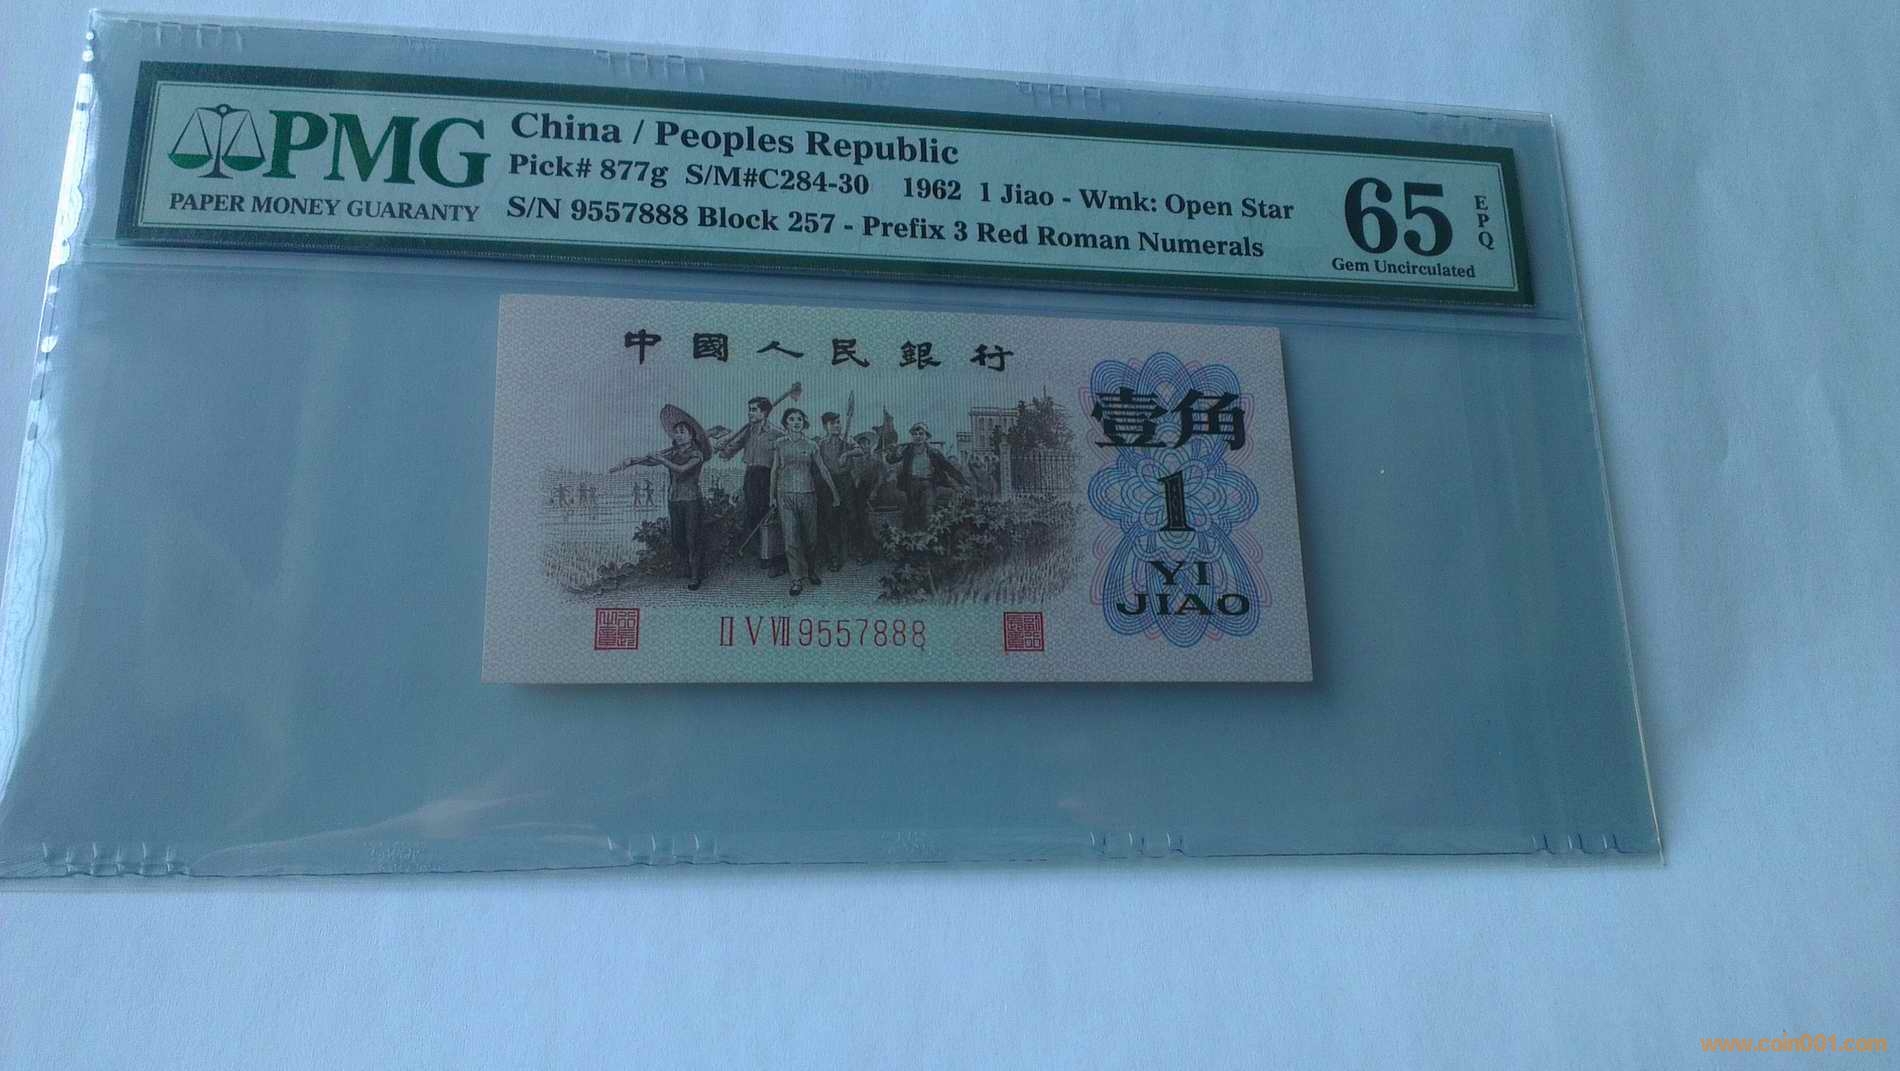 PMG
PAPER MONEY GUARANTY
China / Peoples Republic
Pick# 877g S/M#C284-30 1962 1 Jiao - Wmk: Open Star
S/N 9557888 Block 257 - Prefix 3 Red Roman Numerals
65
EPQ
Gem Uncirculated
中國人民銀行
壹角
1
YI
JIAO
II V VII 9557888
www.coin001.com